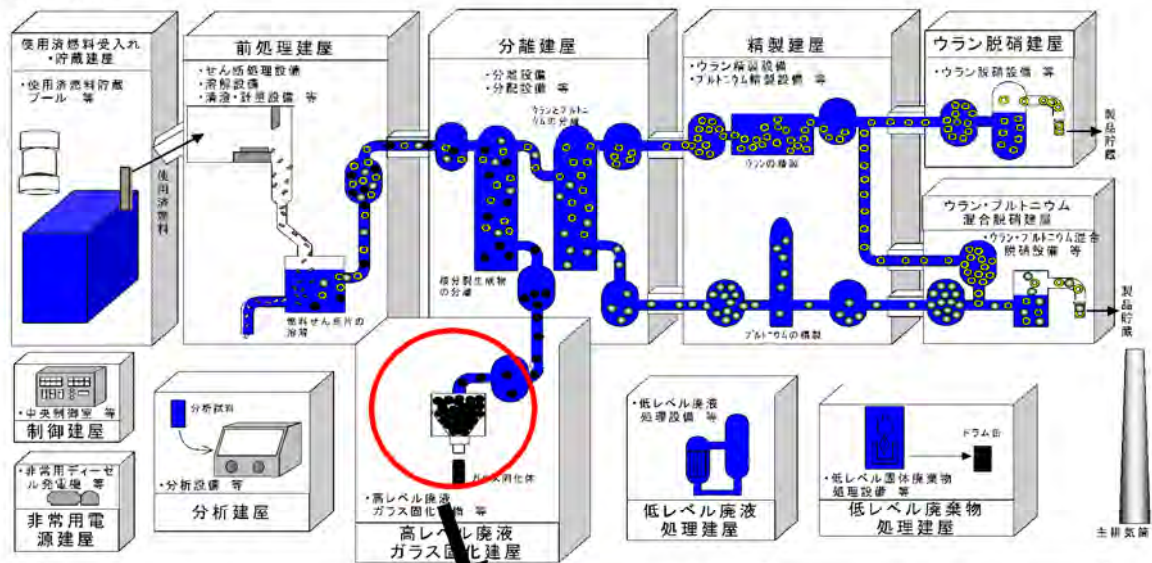 使用済燃料受入れ
・貯蔵建屋
・使用済燃料貯蔵
プール 等
使用済燃料
前処理建屋
・せん断処理設備
・溶解設備
・清澄・計量設備 等
燃料せん断片の
溶解
分離建屋
・分離設備
・分配設備 等
ウランとプルトニ
ウムの分離
核分裂生成物
の分離
精製建屋
・ウラン精製設備
・プルトニウム精製設備 等
ウランの精製
プルトニウムの精製
ウラン脱硝建屋
・ウラン脱硝設備 等
製品貯蔵
ウラン・プルトニウム
混合脱硝建屋
・ウラン・プルトニウム混合
脱硝設備 等
製品貯蔵
・中央制御室 等
制御建屋
・非常用ディーゼ
ル発電機 等
非常用電
源建屋
分析試料
・分析設備 等
分析建屋
ガラス固化体
・高レベル廃液
ガラス固化設備 等
高レベル廃液
ガラス固化建屋
・低レベル廃液
処理設備 等
低レベル廃液
処理建屋
ドラム缶
・低レベル固体廃棄物
処理設備 等
低レベル廃棄物
処理建屋
主排気筒